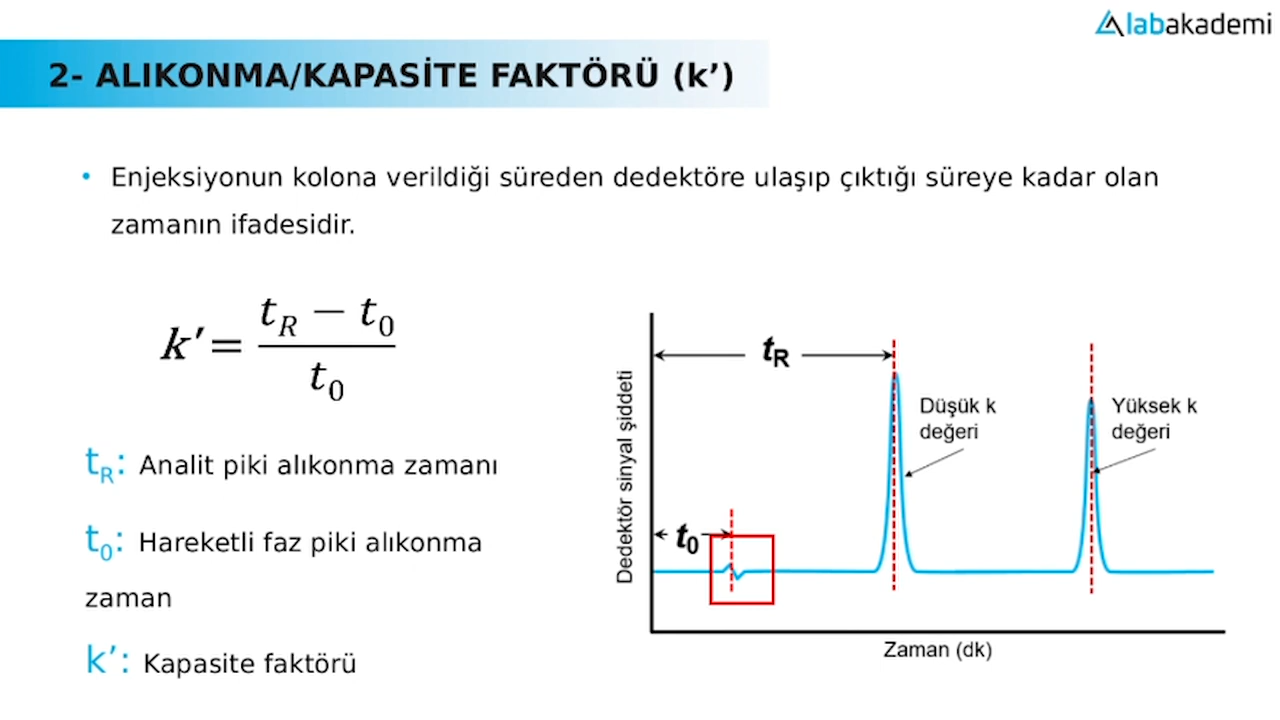 labakademi
2- ALIKONMA/KAPASİTE FAKTÖRÜ (k’)
• Enjeksiyonun kolona verildiği süreden dedektöre ulaşıp çıktığı süreye kadar olan
zamanın ifadesidir.
k′= (t_R − t_0) / t_0
t_R: Analit piki alıkonma zamanı
t_0: Hareketli faz piki alıkonma
zaman
k’: Kapasite faktörü
Dedektör sinyal şiddeti
t_R
Düşük k
değeri
Yüksek k
değeri
t_0
Zaman (dk)